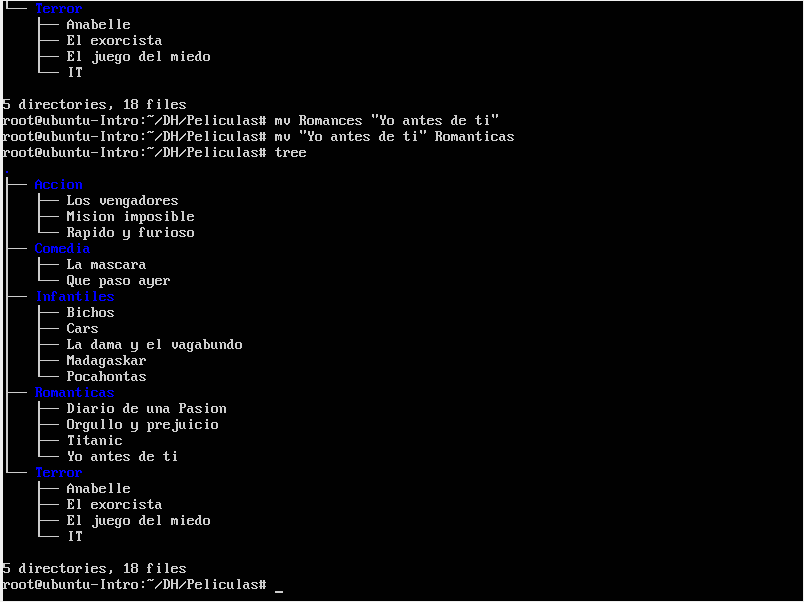 └── Terror
    ├── Anabelle
    ├── El exorcista
    ├── El juego del miedo
    └── IT

5 directories, 18 files
root@ubuntu-Intro:~/DH/Peliculas# mv Romances "Yo antes de ti"
root@ubuntu-Intro:~/DH/Peliculas# mv "Yo antes de ti" Romanticas
root@ubuntu-Intro:~/DH/Peliculas# tree
.
├── Accion
│   ├── Los vengadores
│   ├── Mision imposible
│   └── Rapido y furioso
├── Comedia
│   ├── La mascara
│   └── Que paso ayer
├── Infantiles
│   ├── Bichos
│   ├── Cars
│   ├── La dama y el vagabundo
│   ├── Madagaskar
│   └── Pocahontas
├── Romanticas
│   ├── Diario de una Pasion
│   ├── Orgullo y prejuicio
│   ├── Titanic
│   └── Yo antes de ti
└── Terror
    ├── Anabelle
    ├── El exorcista
    ├── El juego del miedo
    └── IT

5 directories, 18 files
root@ubuntu-Intro:~/DH/Peliculas# _